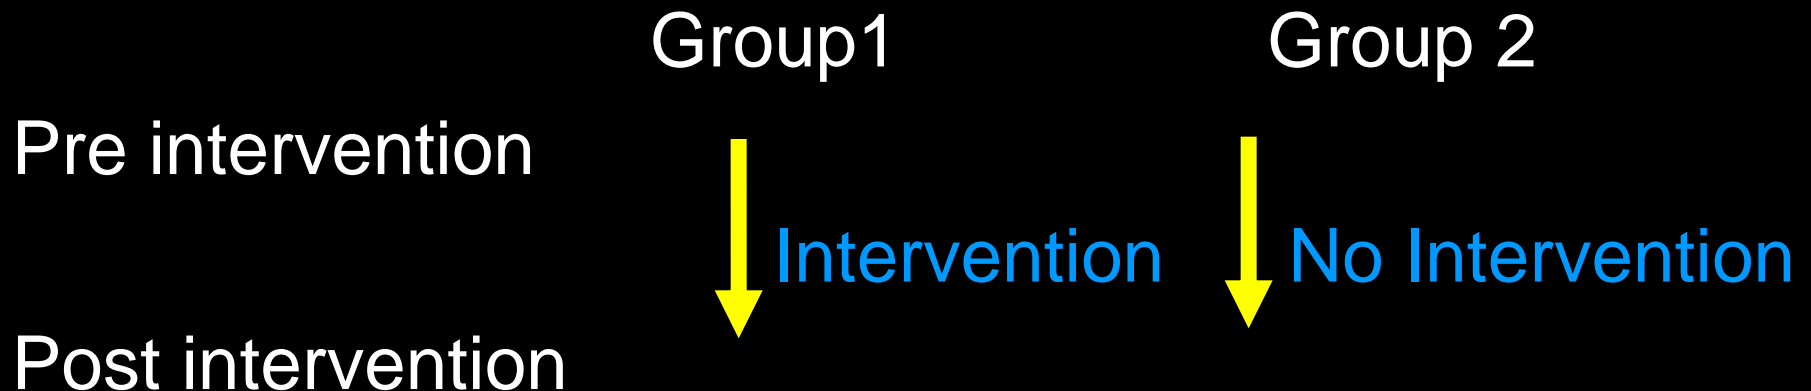 Group1 Group 2
Pre intervention
Intervention No Intervention
Post intervention